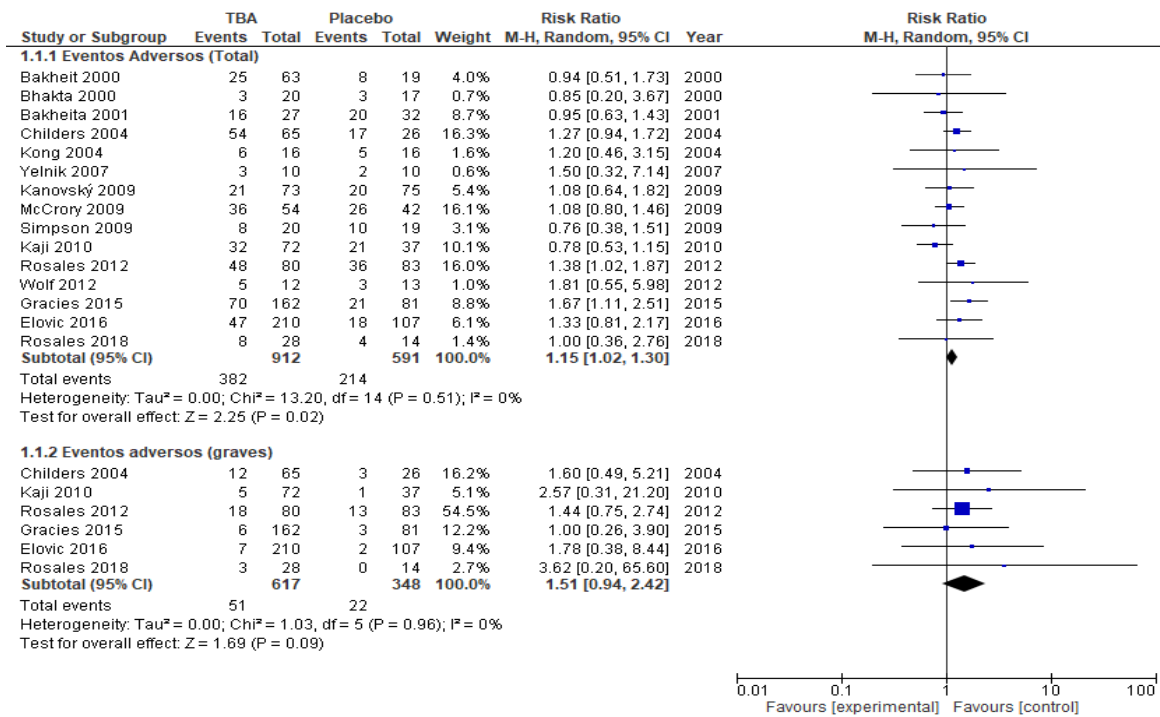 TBA Placebo Risk Ratio Risk Ratio
Study or Subgroup Events Total Events Total Weight M-H, Random, 95% CI Year M-H, Random, 95% CI
1.1.1 Eventos Adversos (Total)
Bakheit 2000 25 63 8 19 4.0% 0.94 [0.51, 1.73] 2000
Bhakta 2000 3 20 3 17 0.7% 0.85 [0.20, 3.67] 2000
Bakheita 2001 16 27 20 32 8.7% 0.95 [0.63, 1.43] 2001
Childers 2004 54 65 17 26 16.3% 1.27 [0.94, 1.72] 2004
Kong 2004 6 16 5 16 1.6% 1.20 [0.46, 3.15] 2004
Yelnik 2007 3 10 2 10 0.6% 1.50 [0.32, 7.14] 2007
Kanovský 2009 21 73 20 75 5.4% 1.08 [0.64, 1.82] 2009
McCrory 2009 36 54 26 42 16.1% 1.08 [0.80, 1.46] 2009
Simpson 2009 8 20 10 19 3.5% 0.76 [0.38, 1.51] 2009
Kaji 2010 32 72 21 37 10.1% 0.78 [0.53, 1.15] 2010
Rosales 2012 48 80 36 83 16.0% 1.38 [1.02, 1.87] 2012
Wolf 2012 5 12 3 13 1.0% 1.81 [0.55, 5.98] 2012
Gracies 2015 70 162 21 81 8.8% 1.67 [1.11, 2.51] 2015
Elovic 2016 47 210 18 107 6.1% 1.33 [0.81, 2.17] 2016
Rosales 2018 8 28 4 14 1.4% 1.00 [0.36, 2.76] 2018
Subtotal (95% CI) 912 591 100.0% 1.15 [1.02, 1.30]
Total events 382 214
Heterogeneity: Tau² = 0.00; Chi² = 13.20, df = 14 (P = 0.51); I² = 0%
Test for overall effect: Z = 2.25 (P = 0.02)
1.1.2 Eventos adversos (graves)
Childers 2004 12 65 3 26 16.2% 1.60 [0.49, 5.21] 2004
Kaji 2010 5 72 1 37 5.1% 2.57 [0.31, 21.20] 2010
Rosales 2012 18 80 13 83 54.5% 1.44 [0.75, 2.74] 2012
Gracies 2015 6 162 3 81 12.2% 1.00 [0.26, 3.90] 2015
Elovic 2016 7 210 2 107 9.4% 1.78 [0.38, 8.44] 2016
Rosales 2018 3 28 0 14 2.7% 3.62 [0.20, 65.60] 2018
Subtotal (95% CI) 617 348 100.0% 1.51 [0.94, 2.42]
Total events 51 22
Heterogeneity: Tau² = 0.00; Chi² = 1.03, df = 5 (P = 0.96); I² = 0%
Test for overall effect: Z = 1.69 (P = 0.09)
0.01 0.1 1 10 100
Favours [experimental] Favours [control]